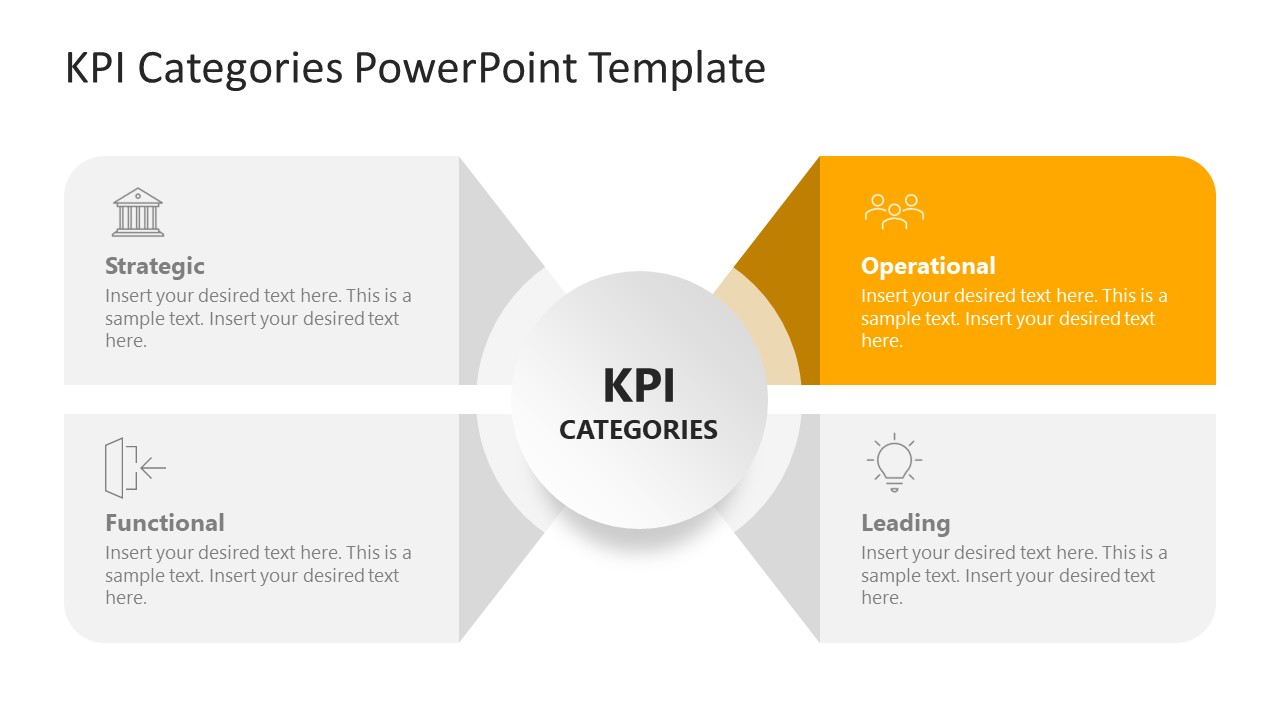 KPI Categories PowerPoint Template
Strategic
Insert your desired text here. This is a
sample text. Insert your desired text
here.
Operational
Insert your desired text here. This is a
sample text. Insert your desired text
here.
KPI
CATEGORIES
Functional
Insert your desired text here. This is a
sample text. Insert your desired text
here.
Leading
Insert your desired text here. This is a
sample text. Insert your desired text
here.